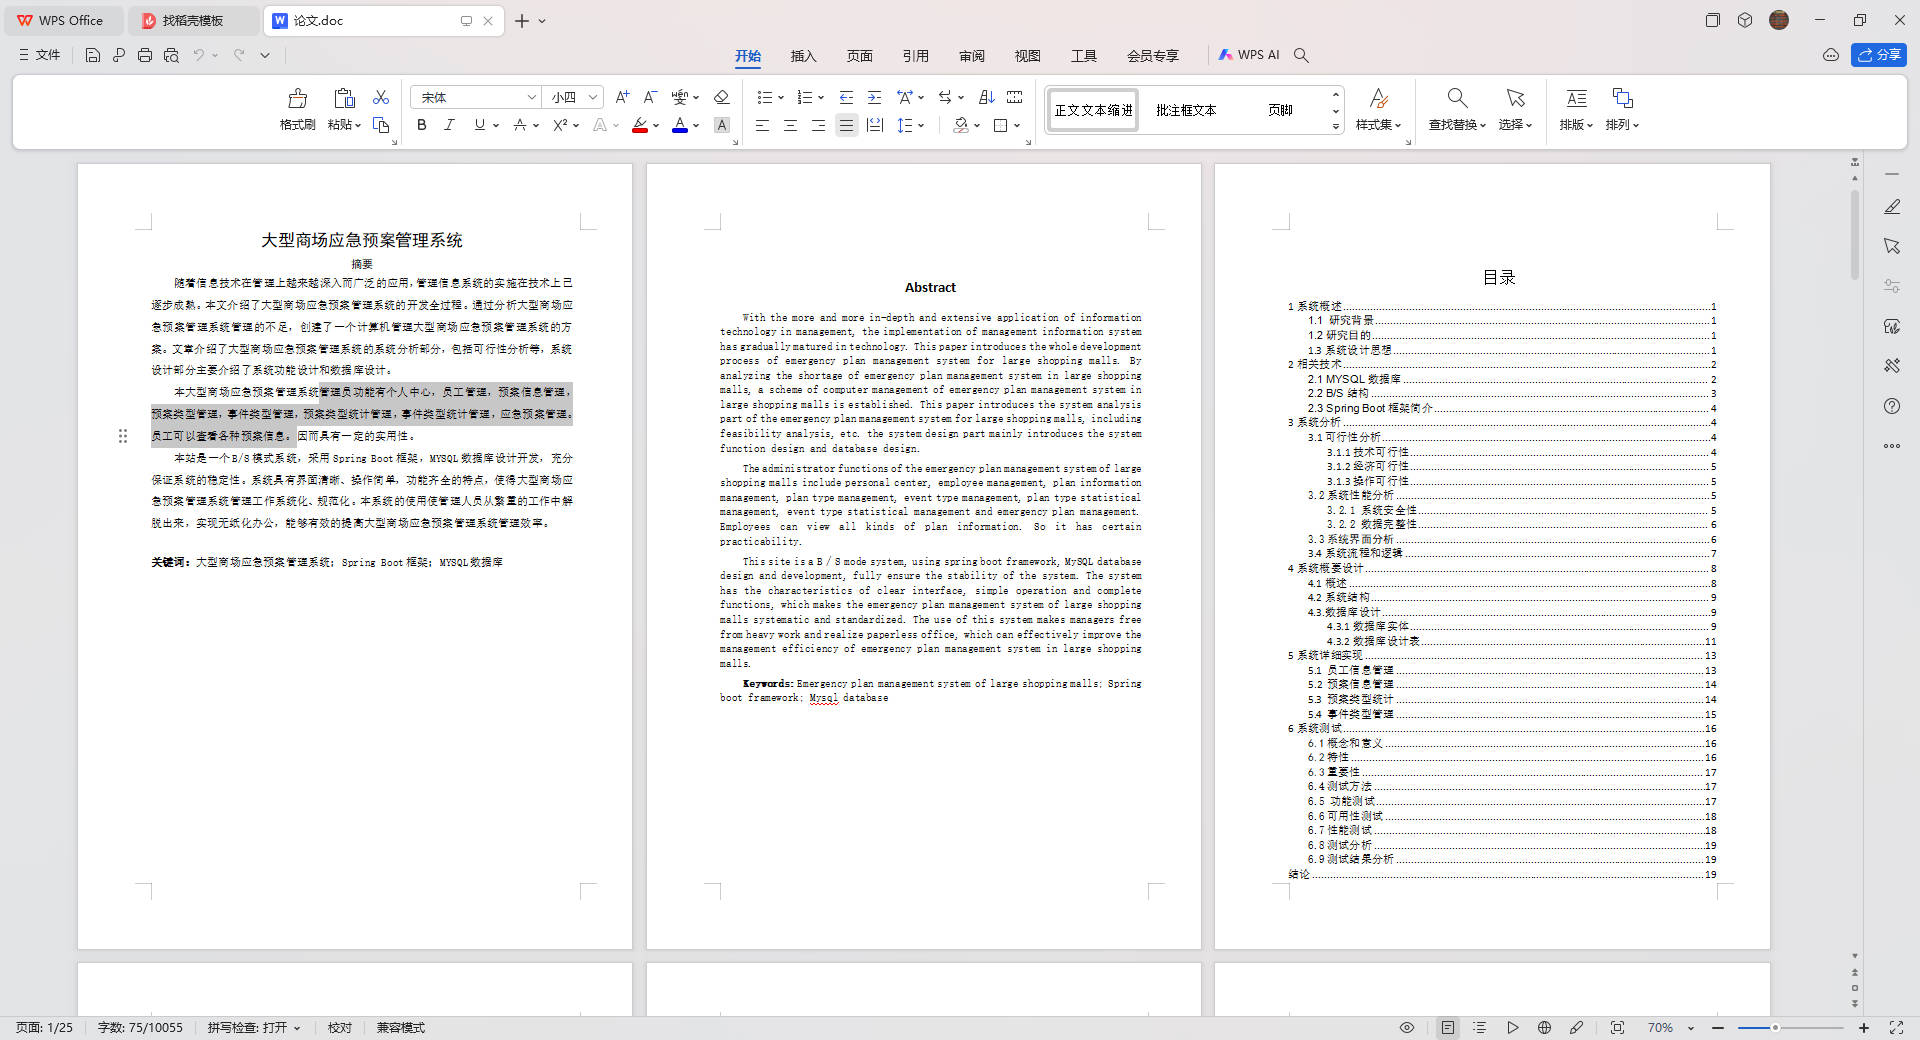 WPS Office
找稻壳模板
论文.doc
文件
开始
插入
页面
引用
审阅
视图
工具
会员专享
WPS AI
分享
格式刷
粘贴
宋体
小四
正文文本缩进
批注框文本
页脚
样式集
查找替换
选择
排版
排列
大型商场应急预案管理系统
摘要
随着信息技术在管理上越来越深入而广泛的应用，管理信息系统的实施在技术上已
逐步成熟。本文介绍了大型商场应急预案管理系统的开发全过程。通过分析大型商场应
急预案管理系统管理的不足，创建了一个计算机管理大型商场应急预案管理系统的方
案。文章介绍了大型商场应急预案管理系统的系统分析部分，包括可行性分析等，系统
设计部分主要介绍了系统功能设计和数据库设计。
本大型商场应急预案管理系统管理员功能有个人中心，员工管理，预案信息管理，
预案类型管理，事件类型管理，预案类型统计管理，事件类型统计管理，应急预案管理。
员工可以查看各种预案信息。因而具有一定的实用性。
本站是一个B/S模式系统，采用Spring Boot框架，MYSQL数据库设计开发，充分
保证系统的稳定性。系统具有界面清晰、操作简单，功能齐全的特点，使得大型商场应
急预案管理系统管理工作系统化、规范化。本系统的使用使管理人员从繁重的工作中解
脱出来，实现无纸化办公，能够有效的提高大型商场应急预案管理系统管理效率。
关键词：大型商场应急预案管理系统；Spring Boot框架；MYSQL数据库
Abstract
With the more and more in-depth and extensive application of information
technology in management, the implementation of management information system
has gradually matured in technology. This paper introduces the whole development
process of emergency plan management system for large shopping malls. By
analyzing the shortage of emergency plan management system in large shopping
malls, a scheme of computer management of emergency plan management system in
large shopping malls is established. This paper introduces the system analysis
part of the emergency plan management system for large shopping malls, including
feasibility analysis, etc. the system design part mainly introduces the system
function design and database design.
The administrator functions of the emergency plan management system of large
shopping malls include personal center, employee management, plan information
management, plan type management, event type management, plan type statistical
management, event type statistical management and emergency plan management.
Employees can view all kinds of plan information. So it has certain
practicability.
This site is a B / S mode system, using spring boot framework, MySQL database
design and development, fully ensure the stability of the system. The system
has the characteristics of clear interface, simple operation and complete
functions, which makes the emergency plan management system of large shopping
malls systematic and standardized. The use of this system makes managers free
from heavy work and realize paperless office, which can effectively improve the
management efficiency of emergency plan management system in large shopping
malls.
Keywords: Emergency plan management system of large shopping malls; Spring
boot framework; Mysql database
目录
1 系统概述 1
1.1 研究背景 1
1.2 研究目的 1
1.3 系统设计思想 1
2 相关技术 2
2.1 MYSQL 数据库 2
2.2 B/S 结构 3
2.3 Spring Boot 框架简介 4
3 系统分析 4
3.1 可行性分析 4
3.1.1 技术可行性 4
3.1.2 经济可行性 5
3.1.3 操作可行性 5
3.2 系统性能分析 5
3.2.1 系统安全性 5
3.2.2 数据完整性 6
3.3 系统界面分析 6
3.4 系统流程和逻辑 7
4 系统概要设计 8
4.1 概述 8
4.2 系统结构 9
4.3.数据库设计 9
4.3.1 数据库实体 9
4.3.2 数据库设计表 11
5 系统详细实现 13
5.1 员工信息管理 13
5.2 预案信息管理 14
5.3 预案类型统计 14
5.4 事件类型管理 15
6 系统测试 16
6.1 概念和意义 16
6.2 特性 16
6.3 重要性 17
6.4 测试方法 17
6.5 功能测试 17
6.6 可用性测试 18
6.7 性能测试 18
6.8 测试分析 19
6.9 测试结果分析 19
结论 19
页面: 1/25
字数: 75/10055
拼写检查: 打开
校对
兼容模式
70%